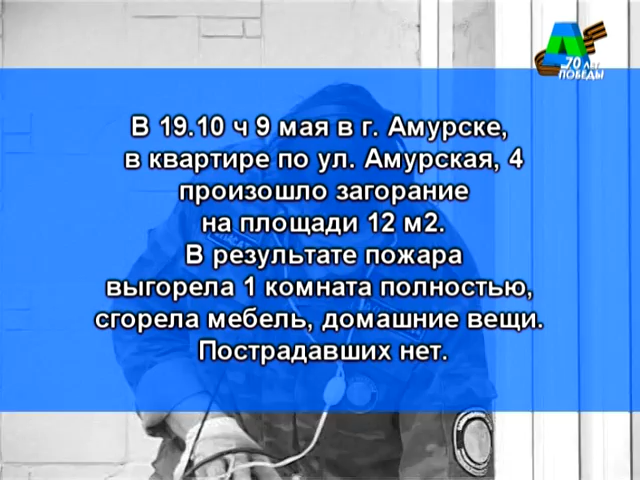 А
70 ЛЕТ
ПОБЕДЫ
В 19.10 ч 9 мая в г. Амурске,
в квартире по ул. Амурская, 4
произошло загорание
на площади 12 м2.
В результате пожара
выгорела 1 комната полностью,
сгорела мебель, домашние вещи.
Пострадавших нет.